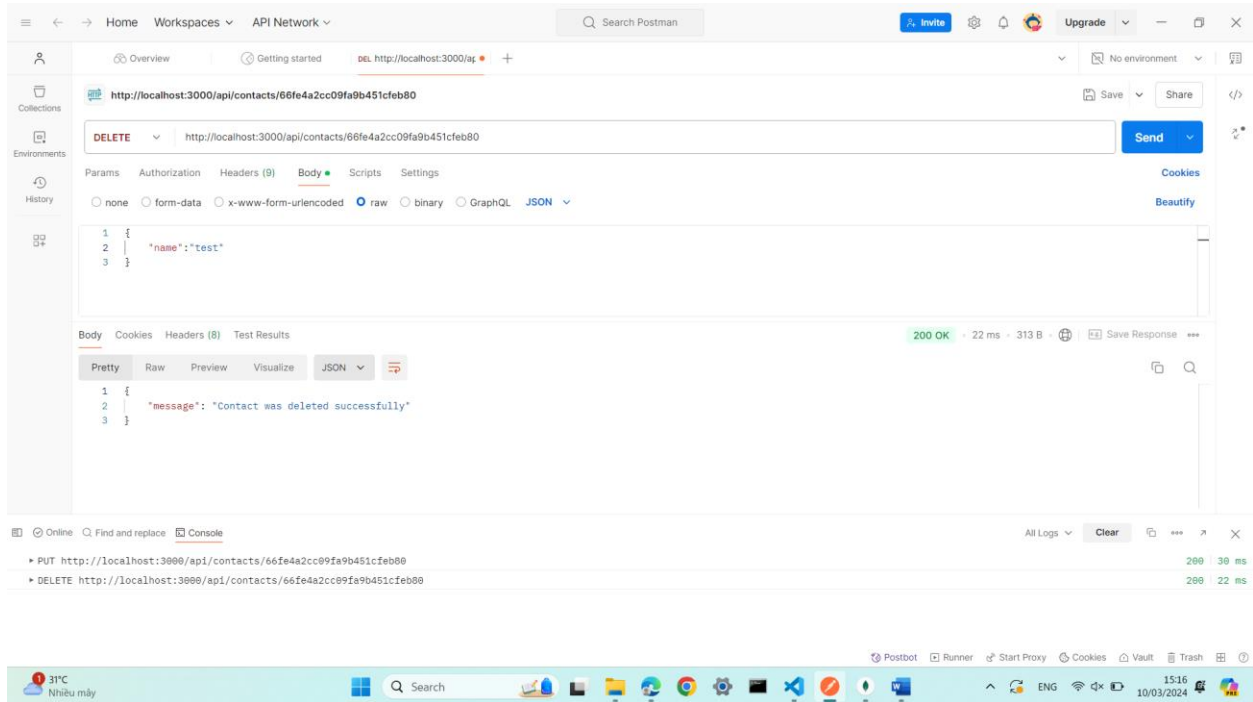 Home Workspaces API Network Search Postman Invite Upgrade
Overview Getting started DEL http://localhost:3000/ap No environment
Collections
http://localhost:3000/api/contacts/66fe4a2cc09fa9b451cfeb80 Save Share
Environments
DELETE http://localhost:3000/api/contacts/66fe4a2cc09fa9b451cfeb80 Send
History
Params Authorization Headers (9) Body Scripts Settings Cookies
none form-data x-www-form-urlencoded raw binary GraphQL JSON Beautify
1 {
2 "name":"test"
3 }
Body Cookies Headers (8) Test Results 200 OK 22 ms 313 B Save Response
Pretty Raw Preview Visualize JSON
1 {
2 "message": "Contact was deleted successfully"
3 }
Online Find and replace Console All Logs Clear
PUT http://localhost:3000/api/contacts/66fe4a2cc09fa9b451cfeb80 200 30 ms
DELETE http://localhost:3000/api/contacts/66fe4a2cc09fa9b451cfeb80 200 22 ms
Postbot Runner Start Proxy Cookies Vault Trash
1 31°C
Nhiều mây
Search
ENG
15:16
10/03/2024